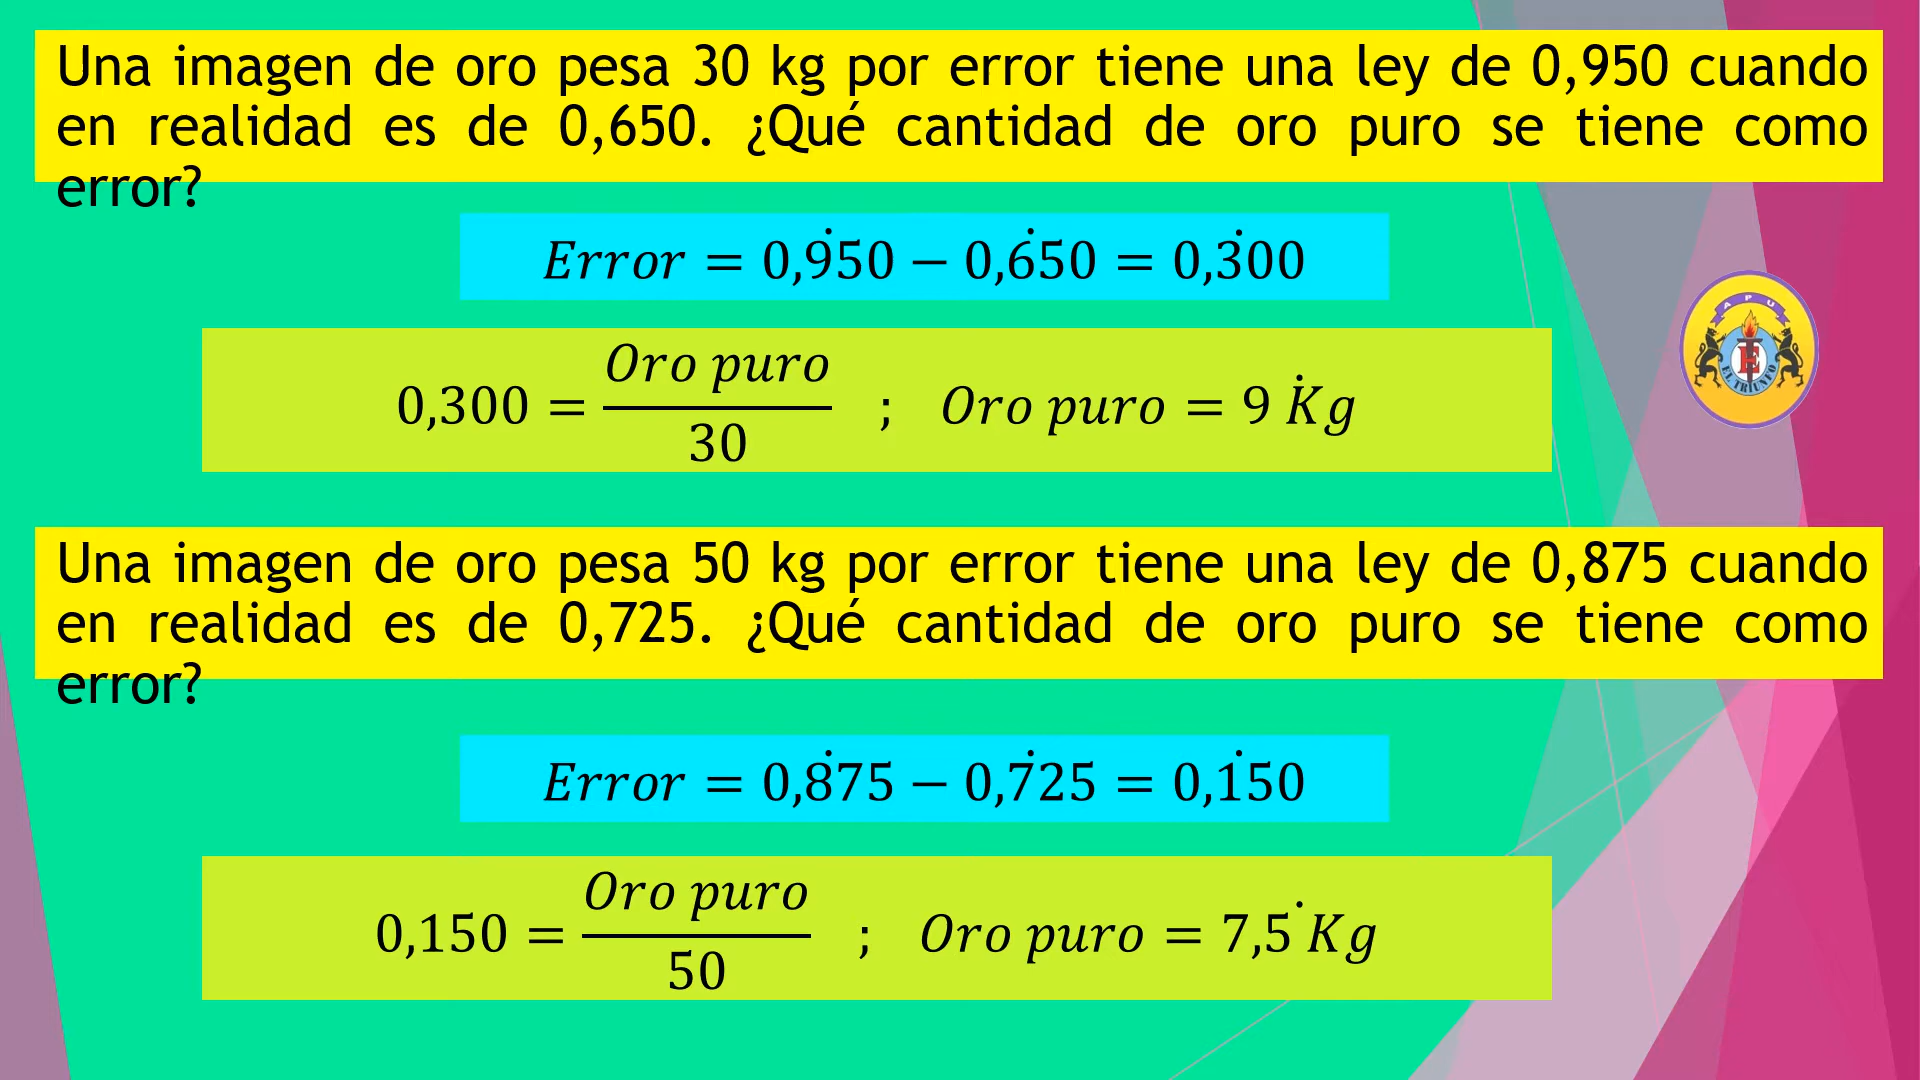 Una imagen de oro pesa 30 kg por error tiene una ley de 0,950 cuando
en realidad es de 0,650. ¿Qué cantidad de oro puro se tiene como
error?
Error = 0,950 − 0,650 = 0,300
0,300 = Oro puro / 30 ; Oro puro = 9 Kg
A P U
E
EL TRIUNFO
Una imagen de oro pesa 50 kg por error tiene una ley de 0,875 cuando
en realidad es de 0,725. ¿Qué cantidad de oro puro se tiene como
error?
Error = 0,875 − 0,725 = 0,150
0,150 = Oro puro / 50 ; Oro puro = 7,5 Kg